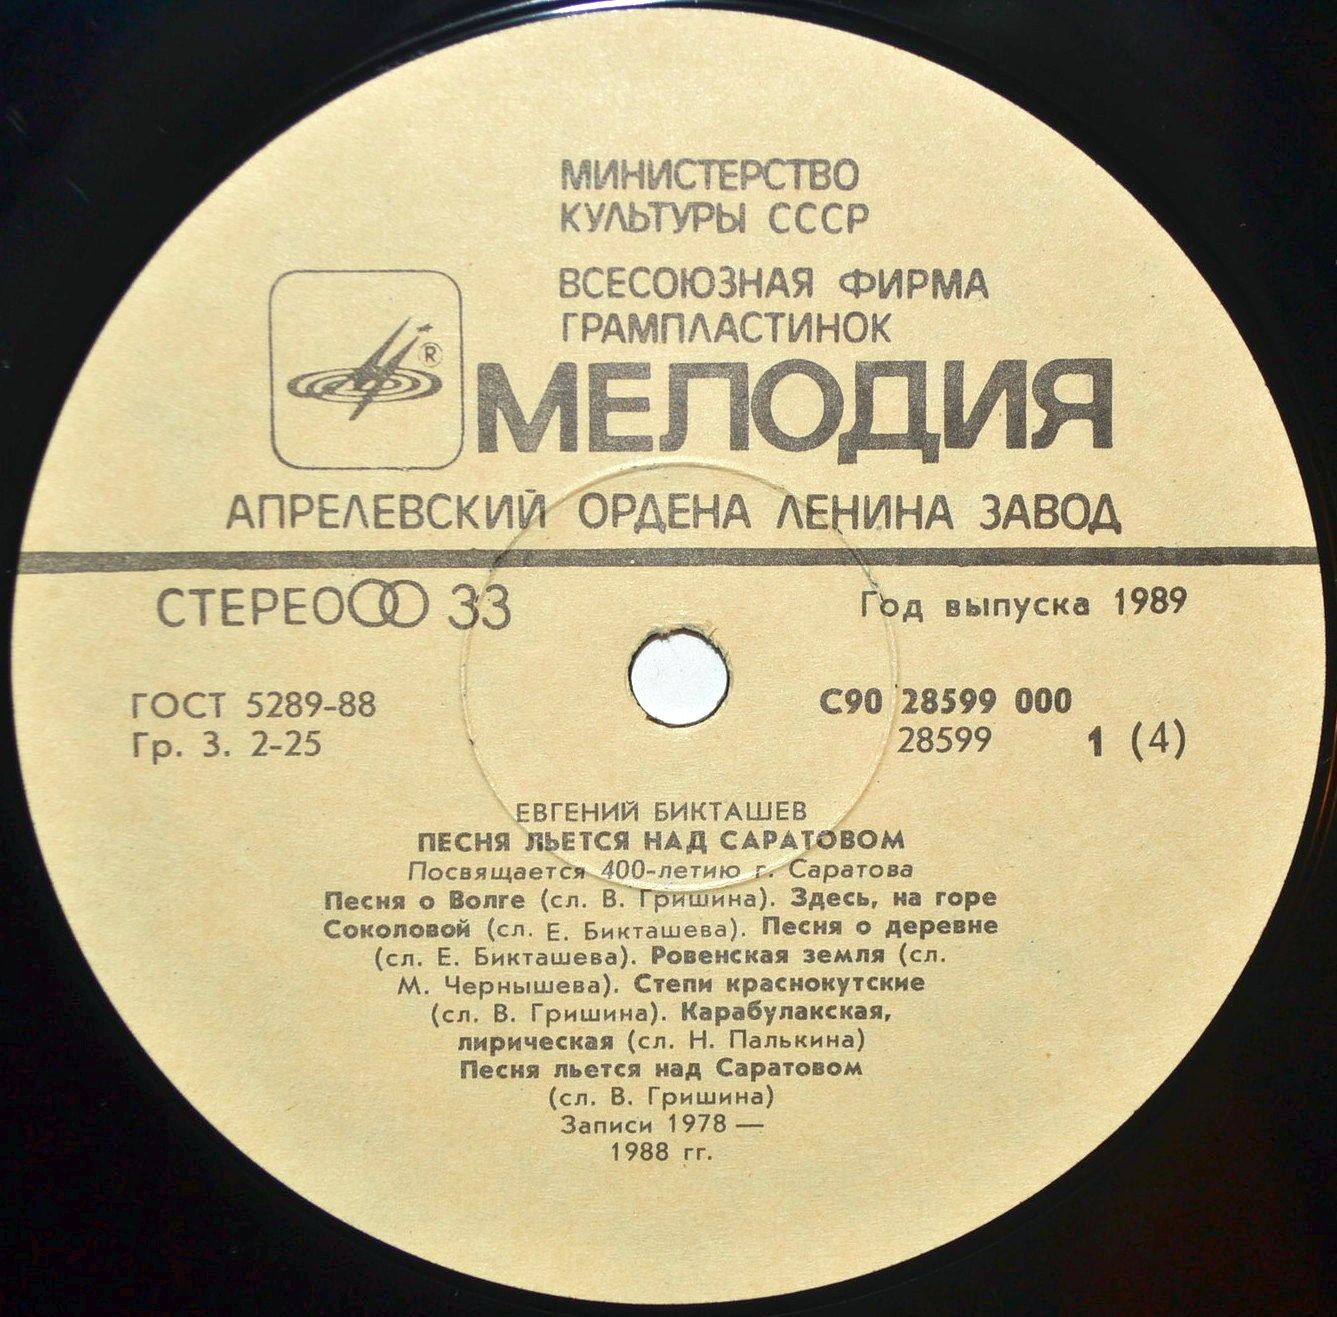 МИНИСТЕРСТВО
КУЛЬТУРЫ СССР
ВСЕСОЮЗНАЯ ФИРМА
ГРАМПЛАСТИНОК
®
МЕЛОДИЯ
АПРЕЛЕВСКИЙ ОРДЕНА ЛЕНИНА ЗАВОД
СТЕРЕО 33
Год выпуска 1989
ГОСТ 5289-88
Гр. 3. 2-25
С90 28599 000
28599 1 (4)
ЕВГЕНИЙ БИКТАШЕВ
ПЕСНЯ ЛЬЕТСЯ НАД САРАТОВОМ
Посвящается 400-летию г. Саратова
Песня о Волге (сл. В. Гришина). Здесь, на горе
Соколовой (сл. Е. Бикташева). Песня о деревне
(сл. Е. Бикташева). Ровенская земля (сл.
М. Чернышева). Степи краснокутские
(сл. В. Гришина). Карабулакская,
лирическая (сл. Н. Палькина)
Песня льется над Саратовом
(сл. В. Гришина)
Записи 1978 —
1988 гг.